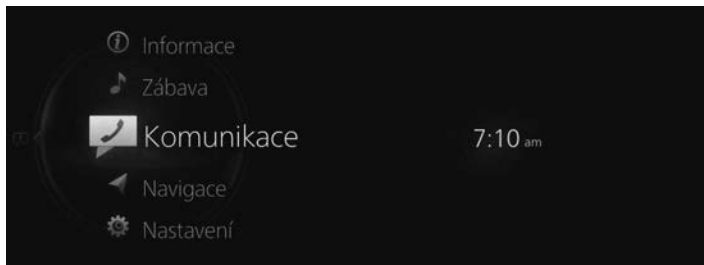 Informace
Zábava
Komunikace
7:10 am
Navigace
Nastavení